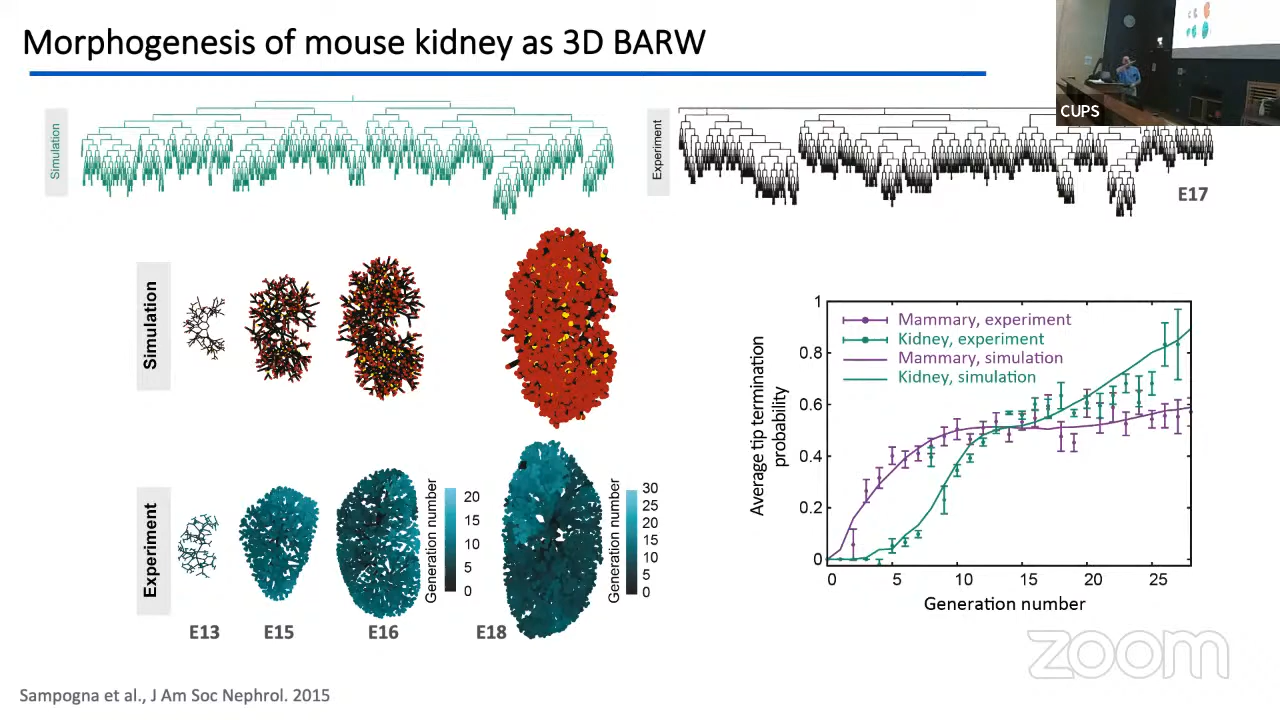 Morphogenesis of mouse kidney as 3D BARW
CUPS
Simulation
Experiment
E17
Simulation
Experiment
Generation number
20
15
10
5
0
Generation number
30
25
20
15
10
5
0
E13
E15
E16
E18
Average tip termination
probability
1
0.8
0.6
0.4
0.2
0
Mammary, experiment
Kidney, experiment
Mammary, simulation
Kidney, simulation
0
5
10
15
20
25
Generation number
zoom
Sampogna et al., J Am Soc Nephrol. 2015